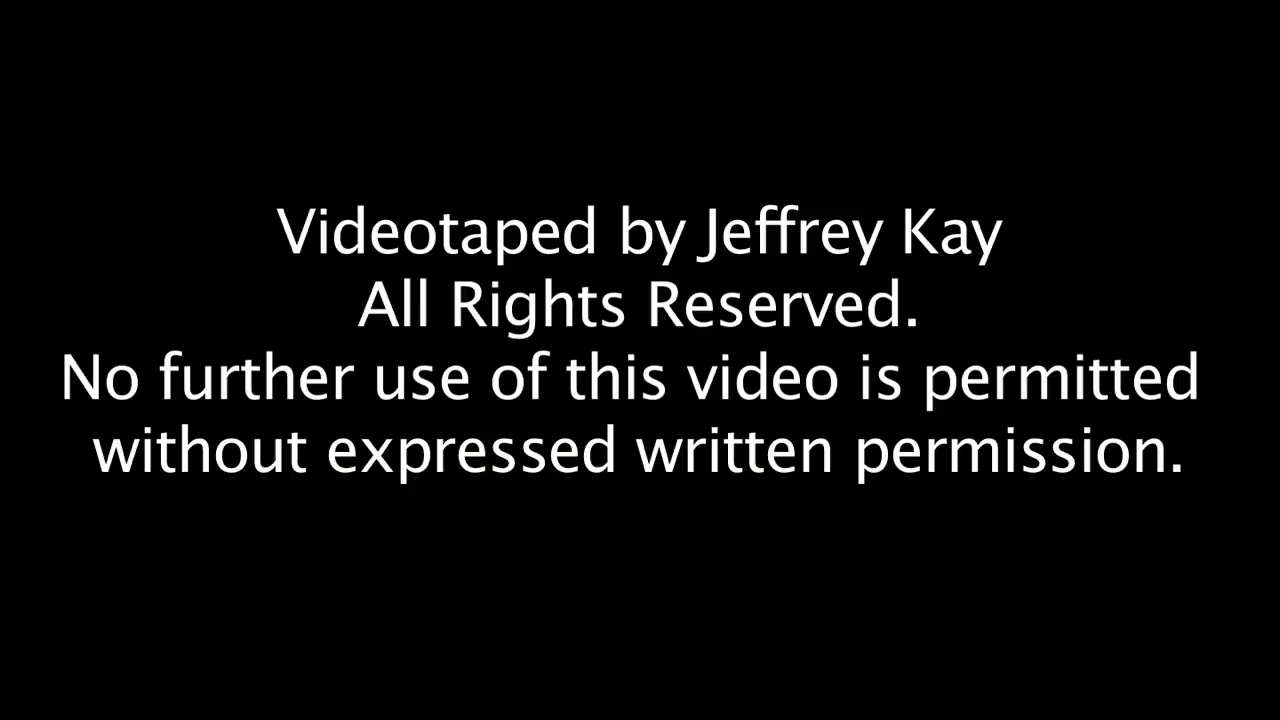 Videotaped by Jeffrey Kay
All Rights Reserved.
No further use of this video is permitted
without expressed written permission.